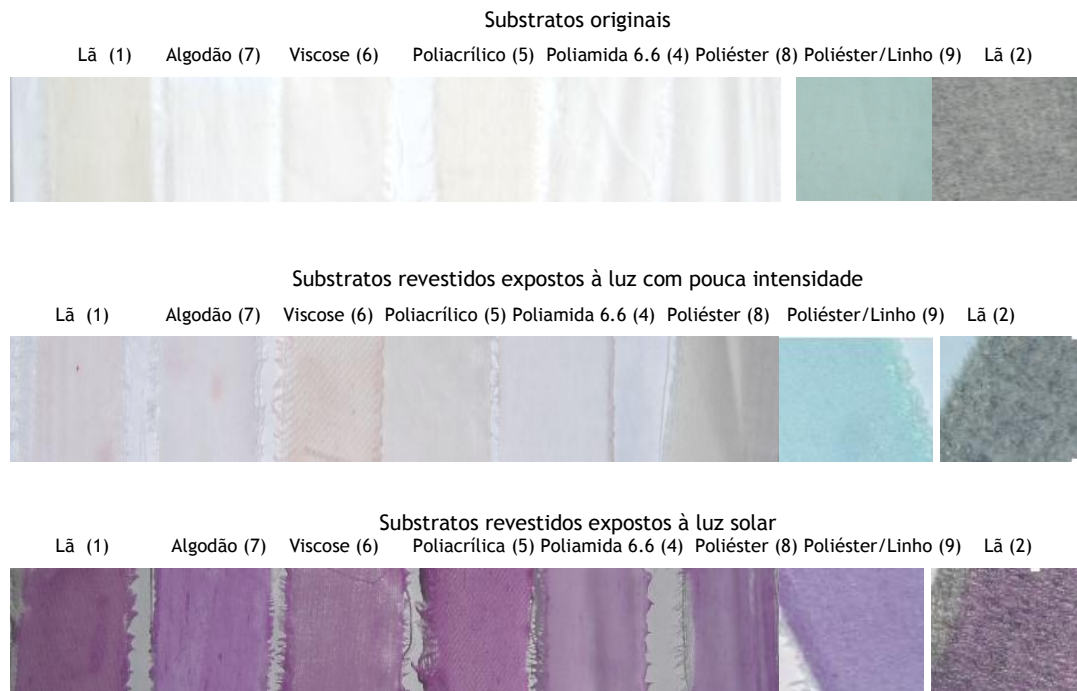 Substratos originais
Lã (1) Algodão (7) Viscose (6) Poliacrílico (5) Poliamida 6.6 (4) Poliéster (8) Poliéster/Linho (9) Lã (2)
Substratos revestidos expostos à luz com pouca intensidade
Lã (1) Algodão (7) Viscose (6) Poliacrílico (5) Poliamida 6.6 (4) Poliéster (8) Poliéster/Linho (9) Lã (2)
Substratos revestidos expostos à luz solar
Lã (1) Algodão (7) Viscose (6) Poliacrílica (5) Poliamida 6.6 (4) Poliéster (8) Poliéster/Linho (9) Lã (2)